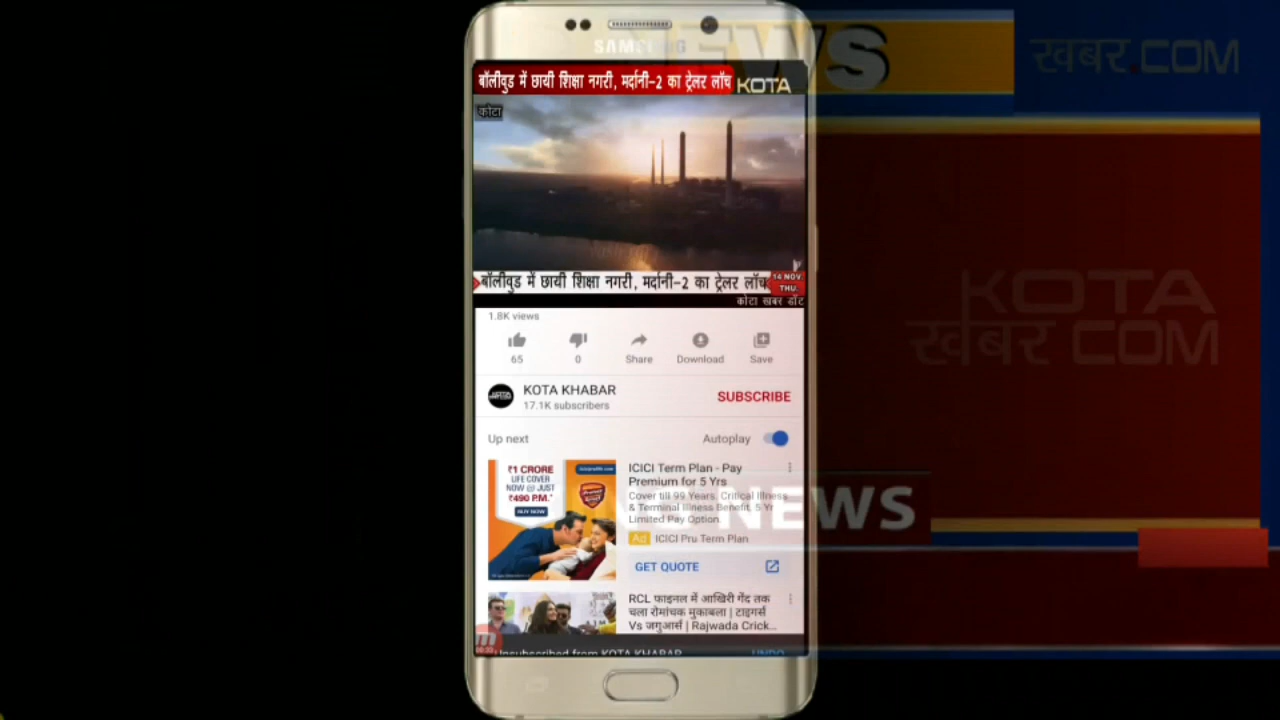 NEWS
खबर.COM
SAMSUNG
बॉलीवुड में छायी शिक्षा नगरी, मर्दानी-2 का ट्रेलर लॉच
KOTA
कोटा
बॉलीवुड में छायी शिक्षा नगरी, मर्दानी-2 का ट्रेलर लॉच
14 NOV.
THU.
कोटा खबर डॉट
KOTA
खबर COM
1.8K views
65
0
Share
Download
Save
KOTA KHABAR
17.1K subscribers
SUBSCRIBE
Up next
Autoplay
₹1 CRORE
LIFE COVER
NOW @ JUST
₹490 P.M.*
BUY NOW
ICICI Term Plan - Pay
Premium for 5 Yrs
Cover till 99 Years, Critical Illness
& Terminal Illness Benefit, 5 Yr
Limited Pay Option.
Ad ICICI Pru Term Plan
NEWS
GET QUOTE
RCL फाइनल में आखिरी गेंद तक
चला रोमांचक मुकाबला | टाइगर्स
Vs जगुआर्स | Rajwada Crick...
Unsubscribed from KOTA KHABAR
UNDO